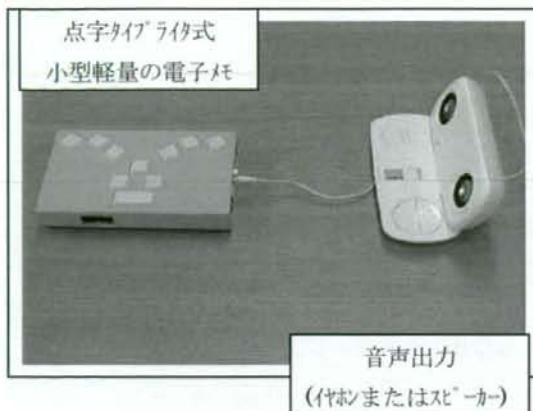 点字ﾀｲﾌﾟﾗｲﾀ式
小型軽量の電子ﾒﾓ
音声出力
(ｲﾔﾎﾝまたはｽﾋﾟｰｶｰ)